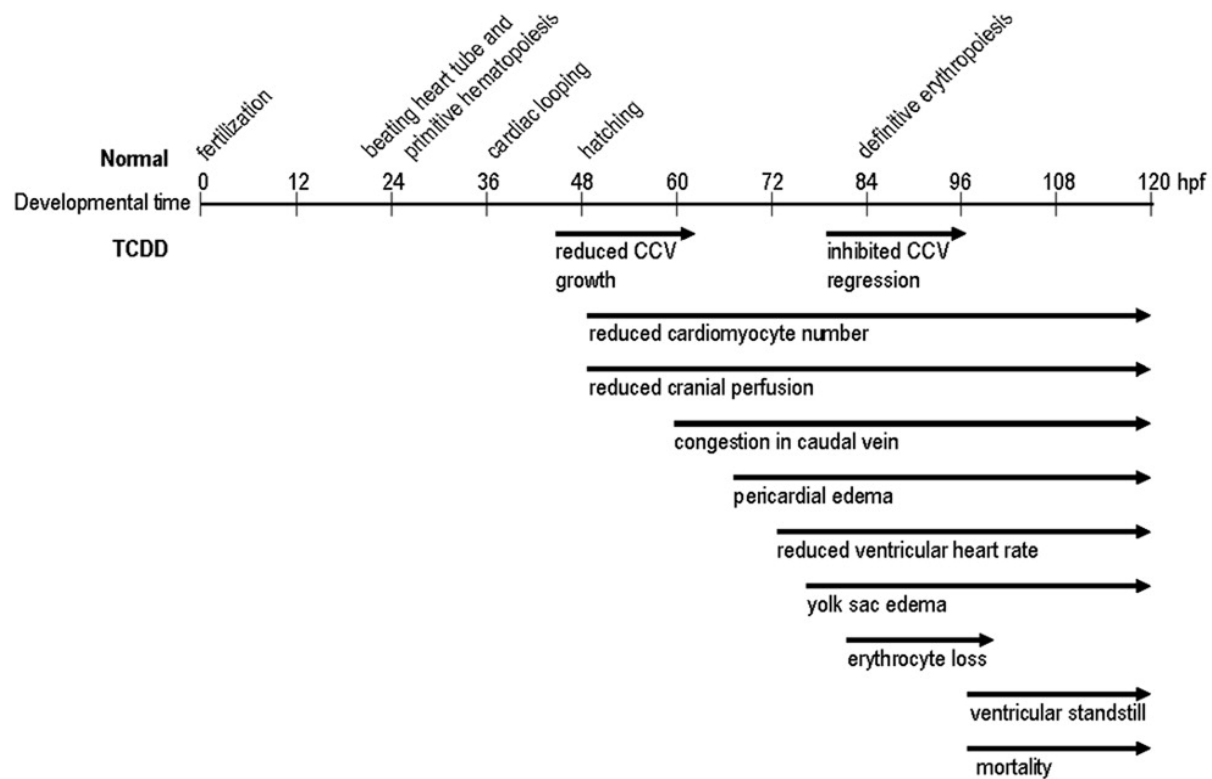 fertilization
beating heart tube and
primitive hematopoiesis
cardiac looping
hatching
definitive erythropoiesis
Normal
0 12 24 36 48 60 72 84 96 108 120 hpf
Developmental time
TCDD
reduced CCV
growth
inhibited CCV
regression
reduced cardiomyocyte number
reduced cranial perfusion
congestion in caudal vein
pericardial edema
reduced ventricular heart rate
yolk sac edema
erythrocyte loss
ventricular standstill
mortality